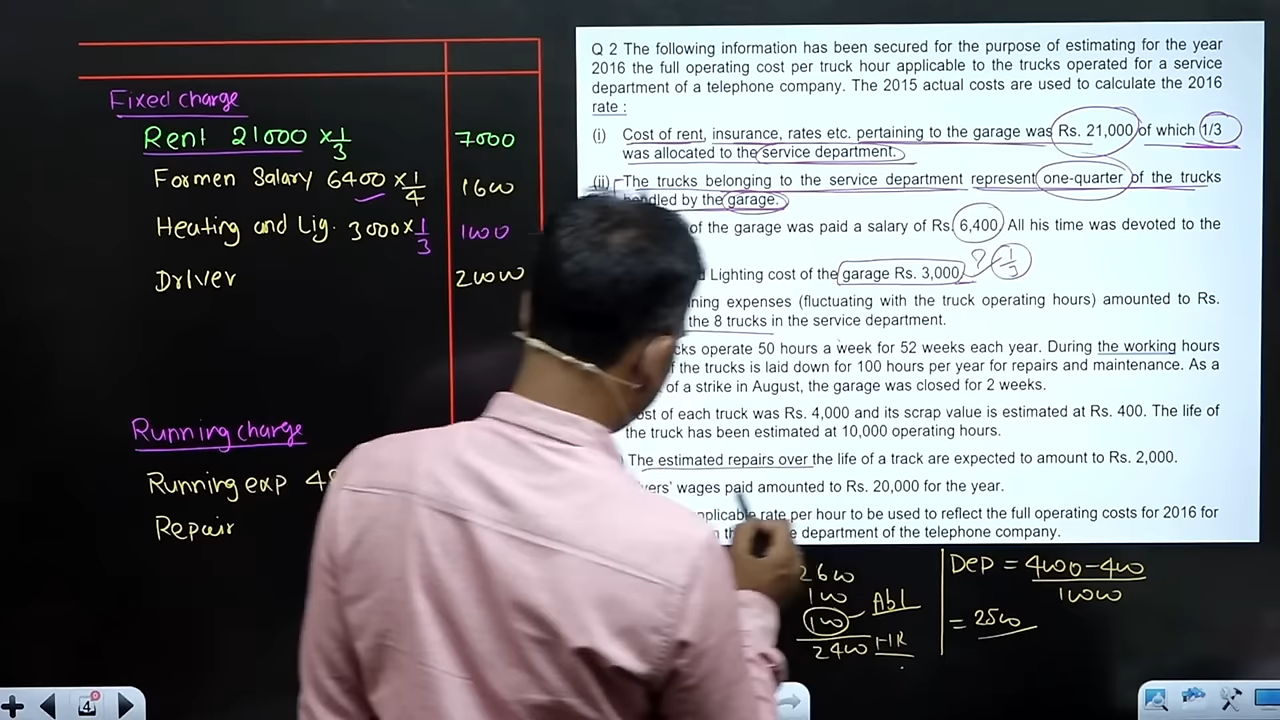 Fixed charge
Rent 21000 × 1/3 7000
Formen Salary 6400 × 1/4 1600
Heating and Lig. 3000 × 1/3 1000
Driver 20000
Running charge
Running exp
Repair
Q 2 The following information has been secured for the purpose of estimating for the year
2016 the full operating cost per truck hour applicable to the trucks operated for a service
department of a telephone company. The 2015 actual costs are used to calculate the 2016
rate :
(i) Cost of rent, insurance, rates etc. pertaining to the garage was Rs. 21,000 of which 1/3
was allocated to the service department.
(ii) The trucks belonging to the service department represent one-quarter of the trucks
handled by the garage.
of the garage was paid a salary of Rs. 6,400 All his time was devoted to the
Lighting cost of the garage Rs. 3,000 ? 1/3
expenses (fluctuating with the truck operating hours) amounted to Rs.
the 8 trucks in the service department.
operate 50 hours a week for 52 weeks each year. During the working hours
of the trucks is laid down for 100 hours per year for repairs and maintenance. As a
of a strike in August, the garage was closed for 2 weeks.
of each truck was Rs. 4,000 and its scrap value is estimated at Rs. 400. The life of
the truck has been estimated at 10,000 operating hours.
The estimated repairs over the life of a track are expected to amount to Rs. 2,000.
wages paid amounted to Rs. 20,000 for the year.
rate per hour to be used to reflect the full operating costs for 2016 for
department of the telephone company.
2600
100
100 Abl
2400 HR
Dep = 4000-400
= 2500